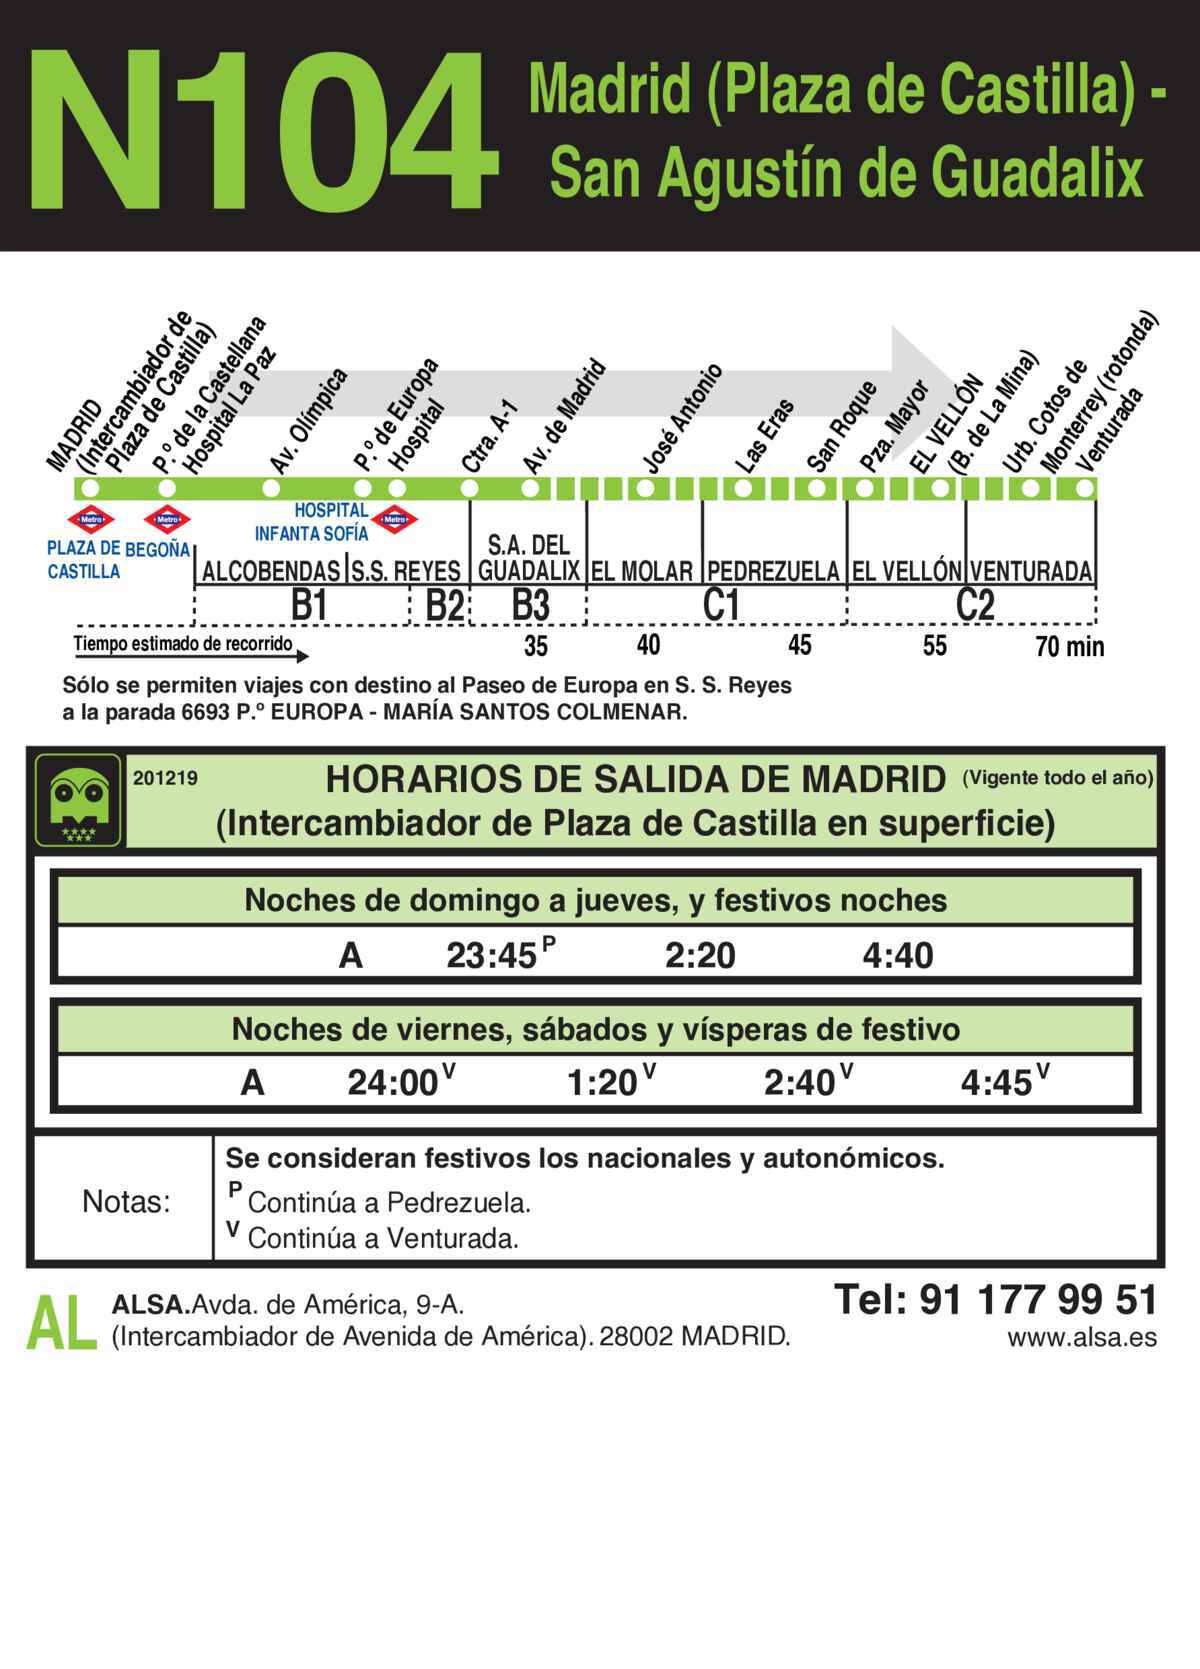 N104
Madrid (Plaza de Castilla) -
San Agustín de Guadalix
MADRID
(Intercambiador de
Plaza de Castilla)
P.º de la Castellana
Hospital La Paz
Av. Olímpica
P.º de Europa
Hospital
Ctra. A-1
Av. de Madrid
José Antonio
Las Eras
San Roque
Pza. Mayor
EL VELLÓN
(B. de La Mina)
Urb. Cotos de
Monterrey (rotonda)
Venturada
Metro
Metro
Metro
PLAZA DE
CASTILLA
BEGOÑA
HOSPITAL
INFANTA SOFÍA
ALCOBENDAS
S.S. REYES
S.A. DEL
GUADALIX
EL MOLAR
PEDREZUELA
EL VELLÓN
VENTURADA
B1 B2 B3 C1 C2
Tiempo estimado de recorrido 35 40 45 55 70 min
Sólo se permiten viajes con destino al Paseo de Europa en S. S. Reyes
a la parada 6693 P.º EUROPA - MARÍA SANTOS COLMENAR.
201219 HORARIOS DE SALIDA DE MADRID (Vigente todo el año)
(Intercambiador de Plaza de Castilla en superficie)
Noches de domingo a jueves, y festivos noches
A 23:45 P 2:20 4:40
Noches de viernes, sábados y vísperas de festivo
A 24:00 V 1:20 V 2:40 V 4:45 V
Notas:
Se consideran festivos los nacionales y autonómicos.
P Continúa a Pedrezuela.
V Continúa a Venturada.
AL
ALSA.Avda. de América, 9-A.
(Intercambiador de Avenida de América). 28002 MADRID.
Tel: 91 177 99 51
www.alsa.es